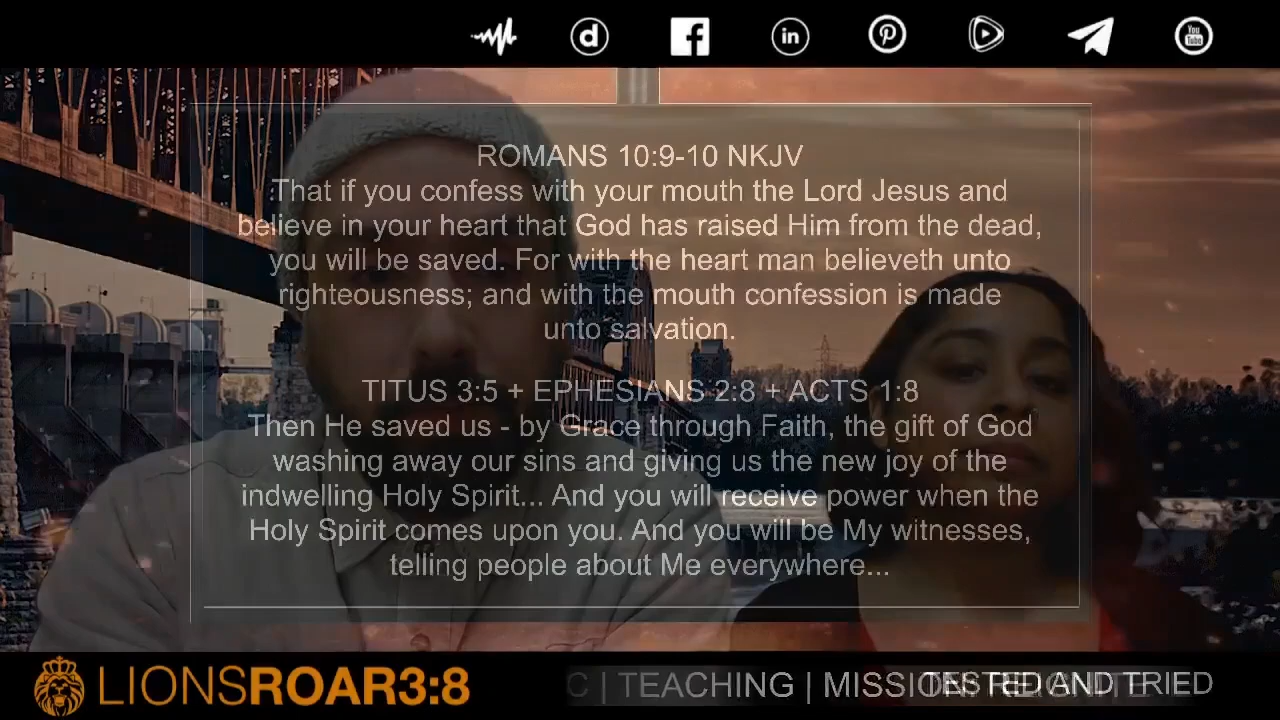 ROMANS 10:9-10 NKJV
That if you confess with your mouth the Lord Jesus and
believe in your heart that God has raised Him from the dead,
you will be saved. For with the heart man believeth unto
righteousness; and with the mouth confession is made
unto salvation.
TITUS 3:5 + EPHESIANS 2:8 + ACTS 1:8
Then He saved us - by Grace through Faith, the gift of God
washing away our sins and giving us the new joy of the
indwelling Holy Spirit... And you will receive power when the
Holy Spirit comes upon you. And you will be My witnesses,
telling people about Me everywhere...
LIONSROAR3:8
C | TEACHING | TESTED AND TRIED